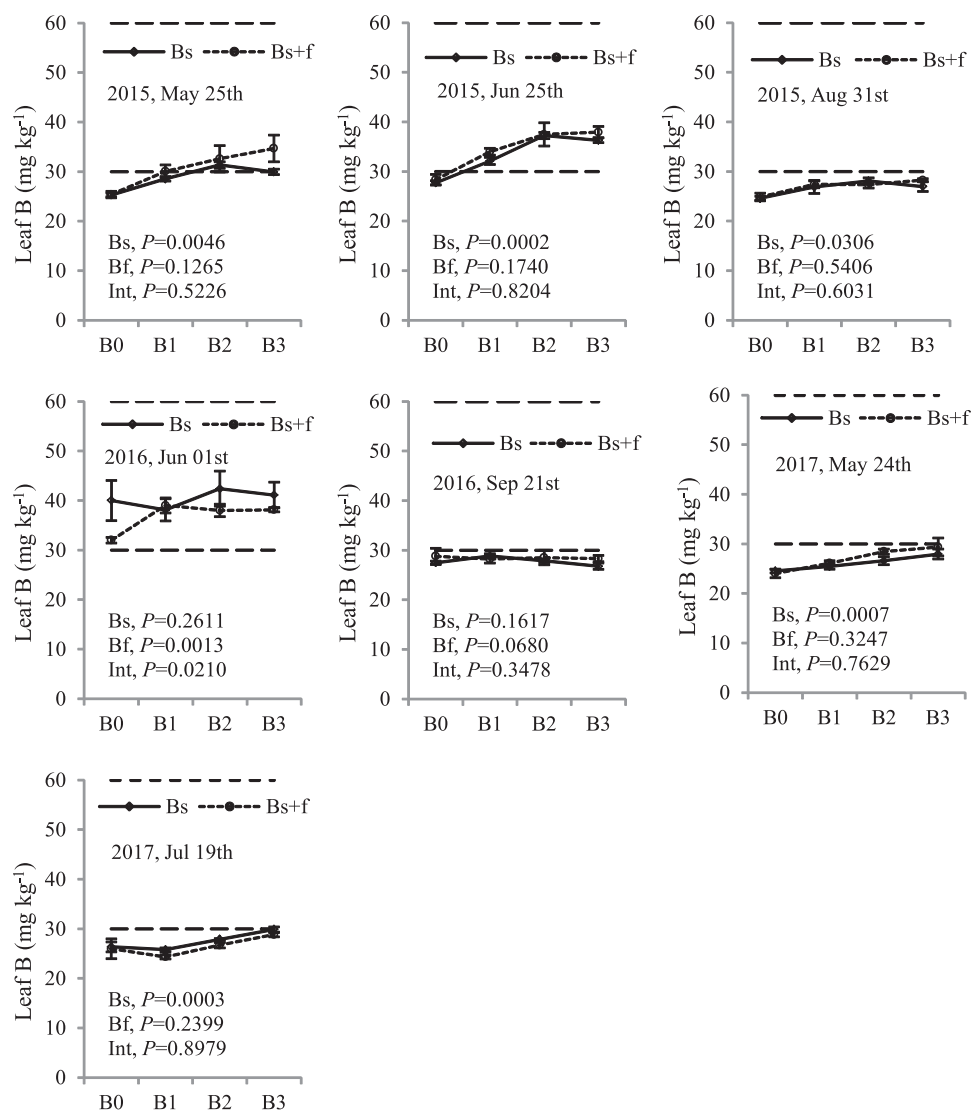 60
50
40
30
20
10
0
Leaf B (mg kg-1)
Bs Bs+f
2015, May 25th
Bs, P=0.0046
Bf, P=0.1265
Int, P=0.5226
B0 B1 B2 B3
60
50
40
30
20
10
0
Leaf B (mg kg-1)
Bs Bs+f
2015, Jun 25th
Bs, P=0.0002
Bf, P=0.1740
Int, P=0.8204
B0 B1 B2 B3
60
50
40
30
20
10
0
Leaf B (mg kg-1)
Bs Bs+f
2015, Aug 31st
Bs, P=0.0306
Bf, P=0.5406
Int, P=0.6031
B0 B1 B2 B3
60
50
40
30
20
10
0
Leaf B (mg kg-1)
Bs Bs+f
2016, Jun 01st
Bs, P=0.2611
Bf, P=0.0013
Int, P=0.0210
B0 B1 B2 B3
60
50
40
30
20
10
0
Leaf B (mg kg-1)
Bs Bs+f
2016, Sep 21st
Bs, P=0.1617
Bf, P=0.0680
Int, P=0.3478
B0 B1 B2 B3
60
50
40
30
20
10
0
Leaf B (mg kg-1)
Bs Bs+f
2017, May 24th
Bs, P=0.0007
Bf, P=0.3247
Int, P=0.7629
B0 B1 B2 B3
60
50
40
30
20
10
0
Leaf B (mg kg-1)
Bs Bs+f
2017, Jul 19th
Bs, P=0.0003
Bf, P=0.2399
Int, P=0.8979
B0 B1 B2 B3